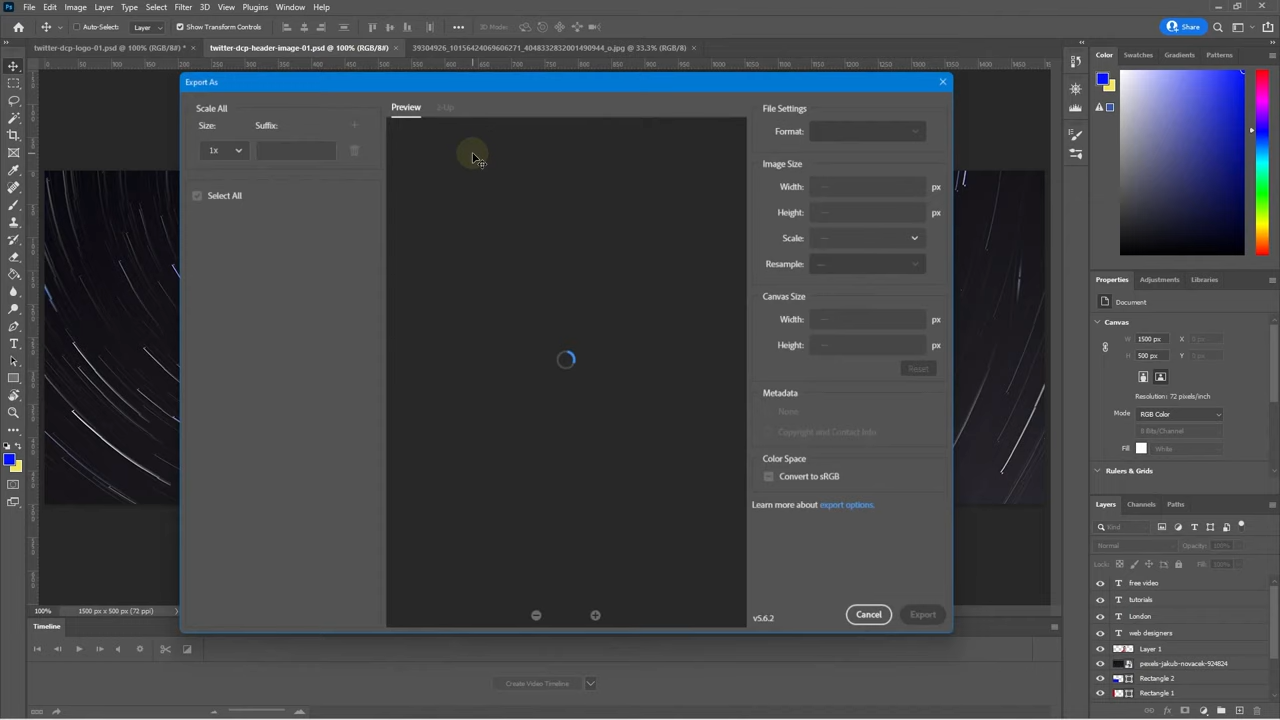 Ps File Edit Image Layer Type Select Filter 3D View Plugins Window Help
Auto-Select: Layer Show Transform Controls 3D Mode: Share
twitter-dcp-logo-01.psd @ 100% (RGB/8#) * × twitter-dcp-header-image-01.psd @ 100% (RGB/8#) × 39304926_10156424069606271_4048332832001490944_o.jpg @ 33,3% (RGB/8) ×
Export As
Scale All
Size: Suffix:
1x
Select All
Preview 2-Up
File Settings
Format:
Image Size
Width: px
Height: px
Scale:
Resample:
Canvas Size
Width: px
Height: px
Reset
Metadata
None
Copyright and Contact Info
Color Space
Convert to sRGB
Learn more about export options.
v5.6.2 Cancel Export
Color Swatches Gradients Patterns
Properties Adjustments Libraries
Document
Canvas
W 1500 px X 0 px
H 500 px Y 0 px
Resolution: 72 pixels/inch
Mode RGB Color
8 Bits/Channel
Fill White
Rulers & Grids
Layers Channels Paths
Kind
Normal Opacity: 100%
Lock: Fill: 100%
T free video
T tutorials
T London
T web designers
Layer 1
pexels-jakub-novacek-924824
Rectangle 2
Rectangle 1
100% 1500 px x 500 px (72 ppi)
Timeline
Create Video Timeline